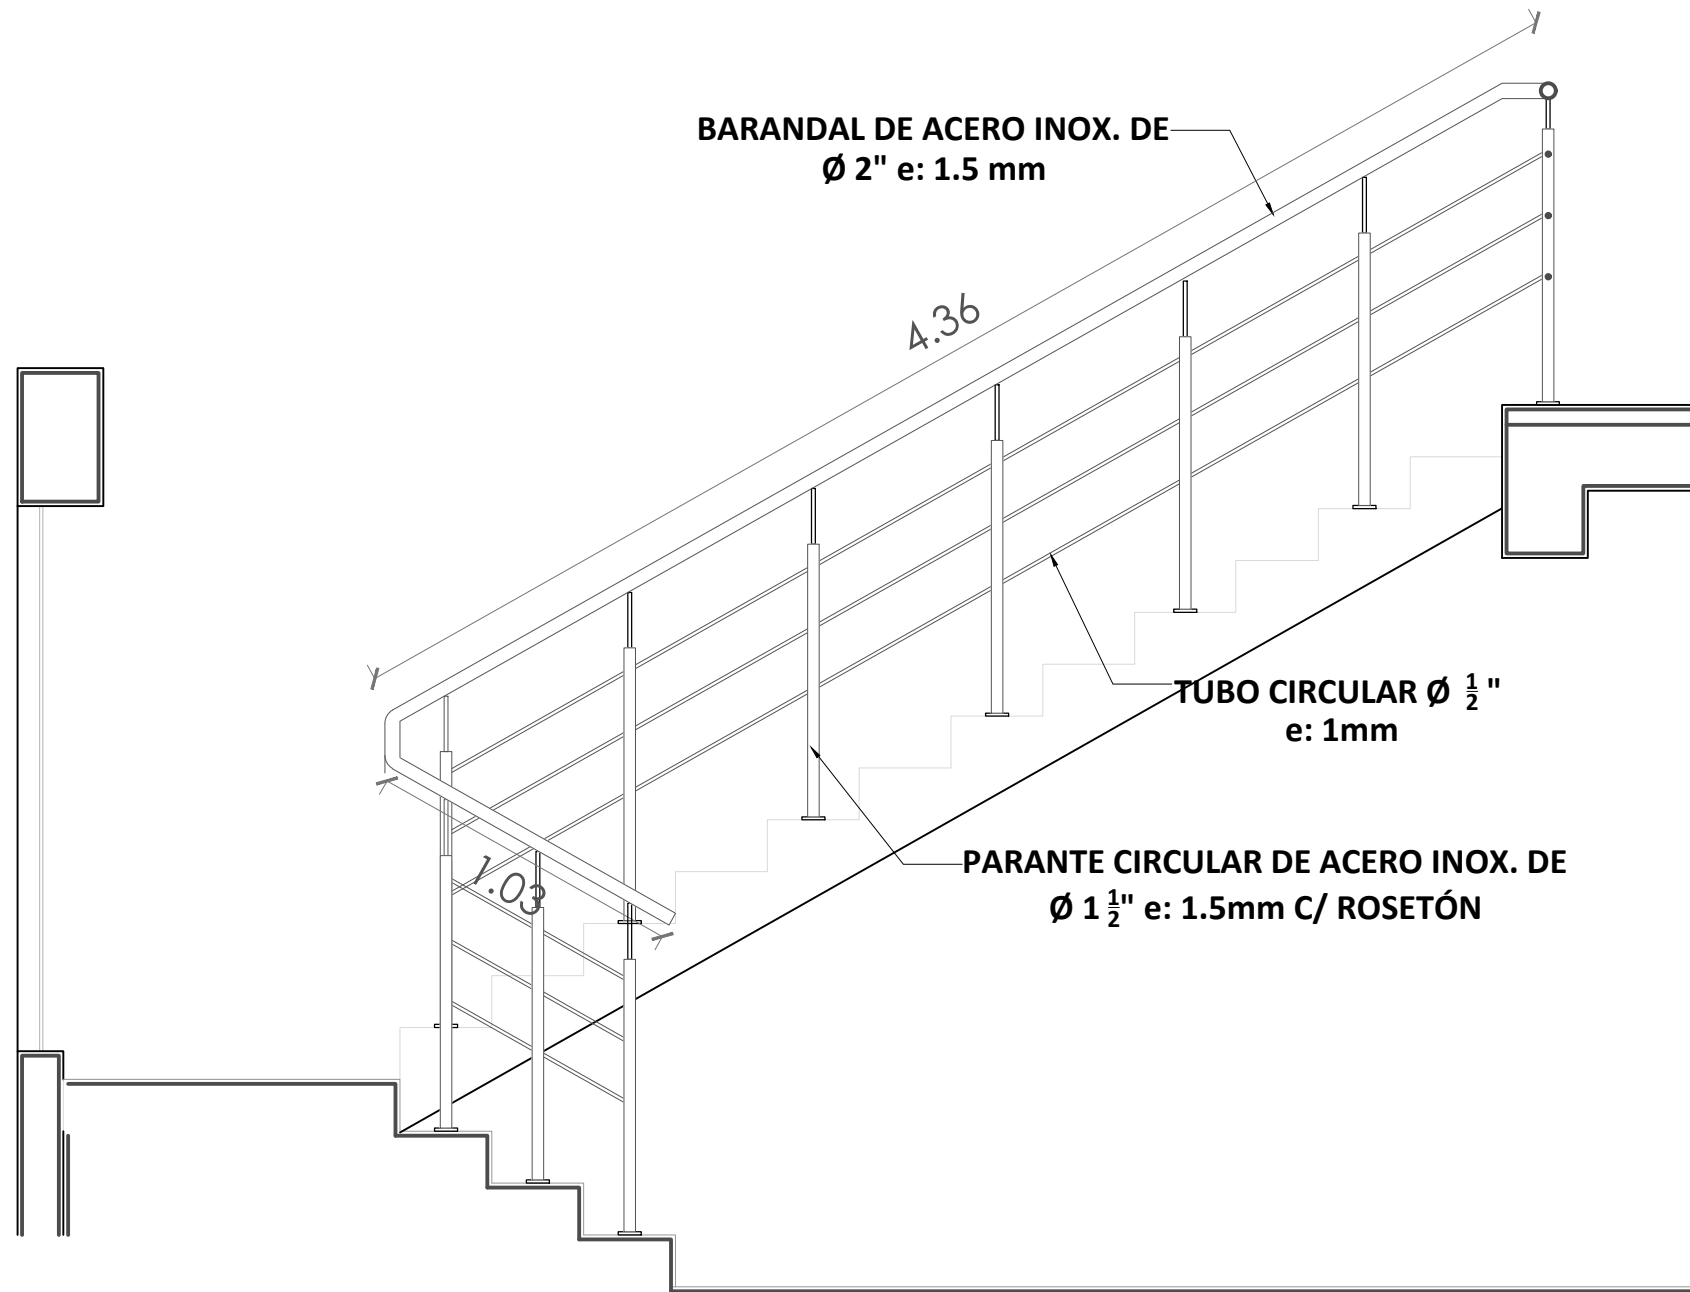 BARANDAL DE ACERO INOX. DE
Ø 2" e: 1.5 mm
4.36
TUBO CIRCULAR Ø 1/2 "
e: 1mm
PARANTE CIRCULAR DE ACERO INOX. DE
Ø 1 1/2" e: 1.5mm C/ ROSETÓN
1.03